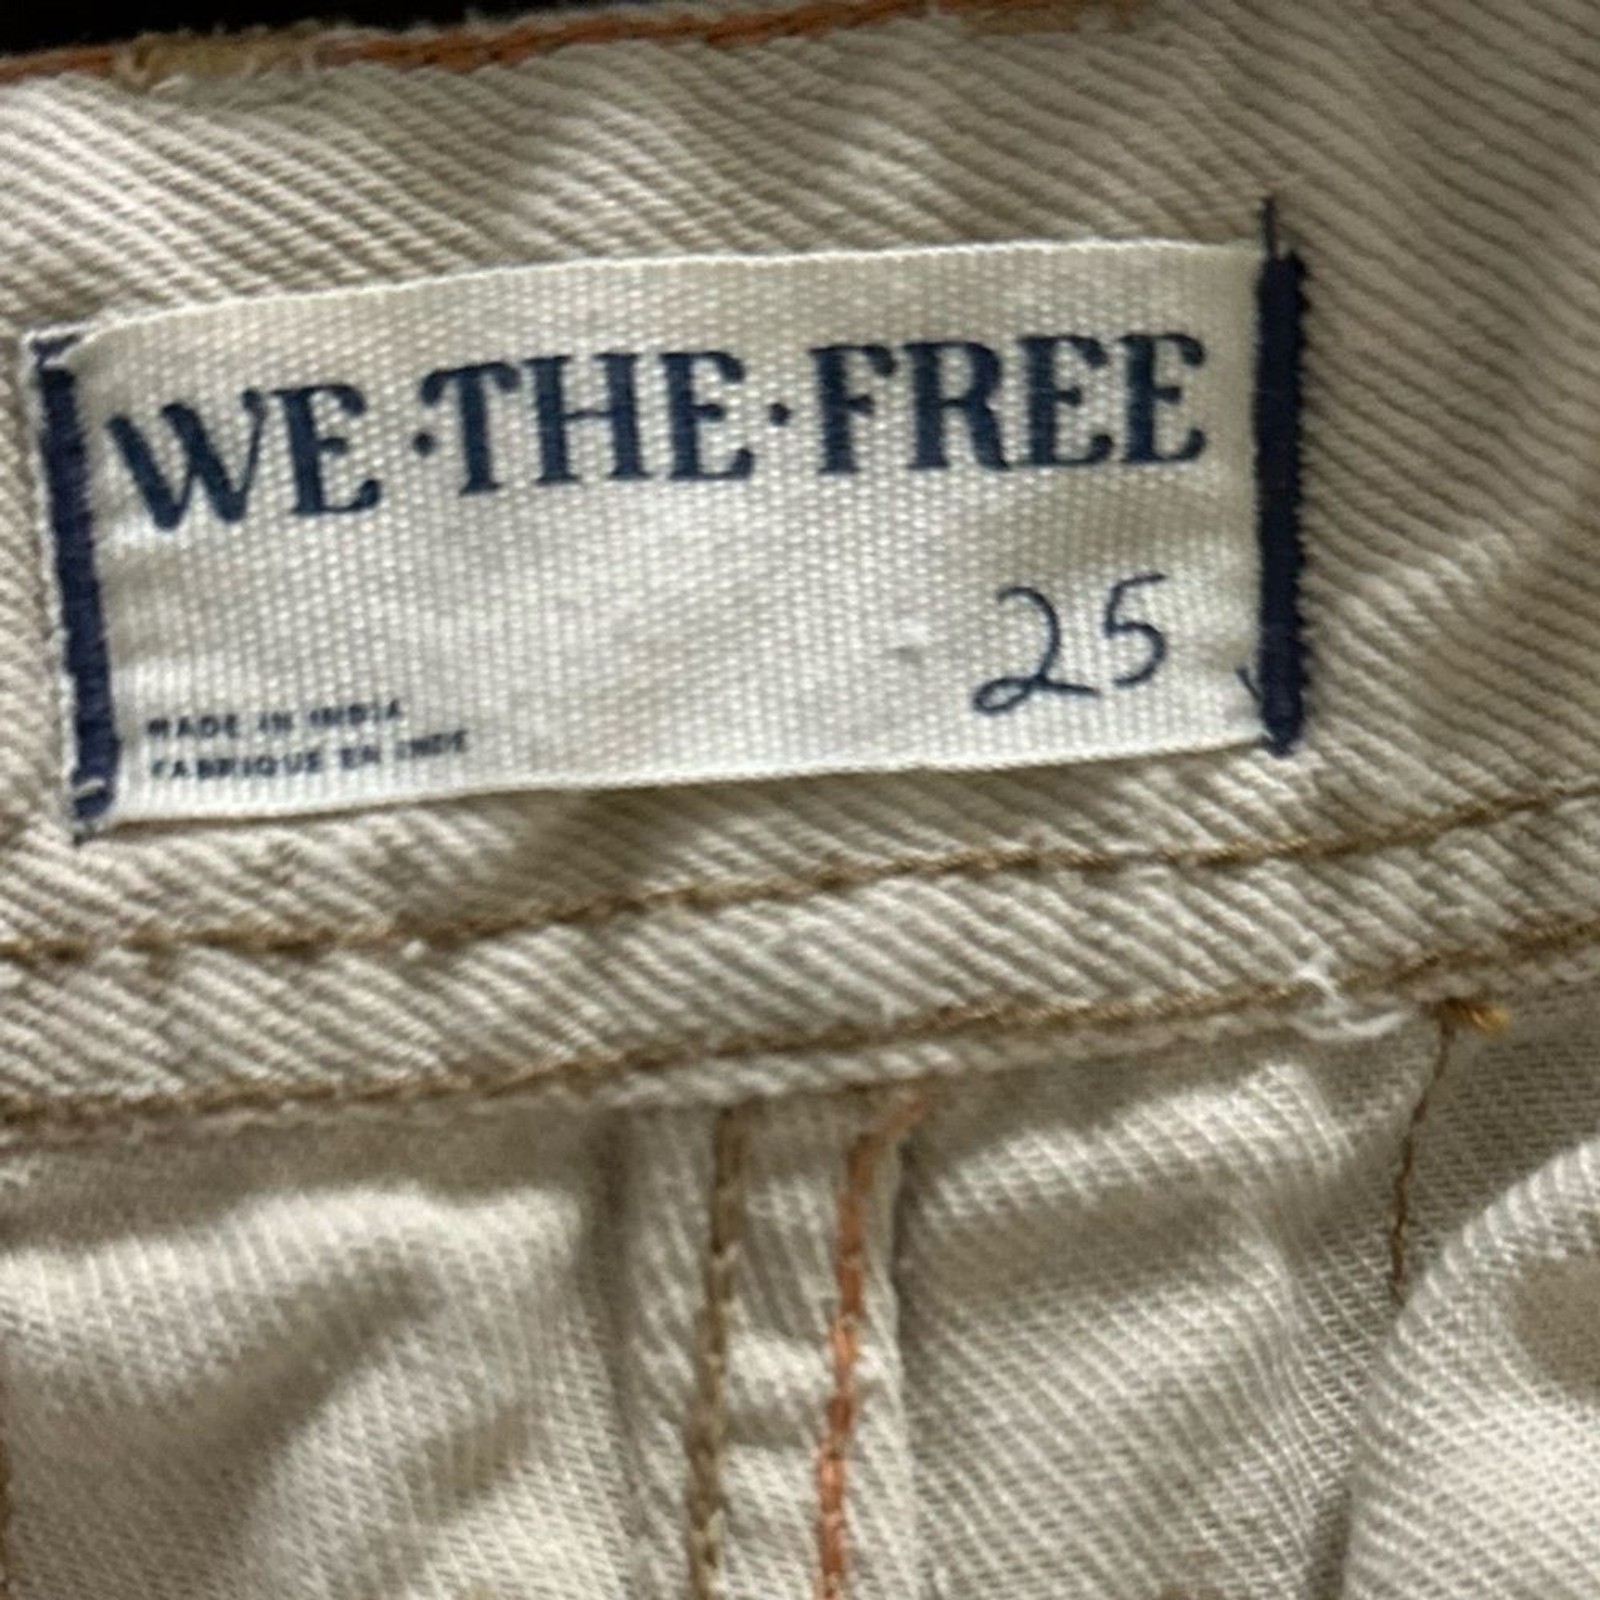 WE·THE·FREE
25
MADE IN INDIA
FABRIQUE EN INDE